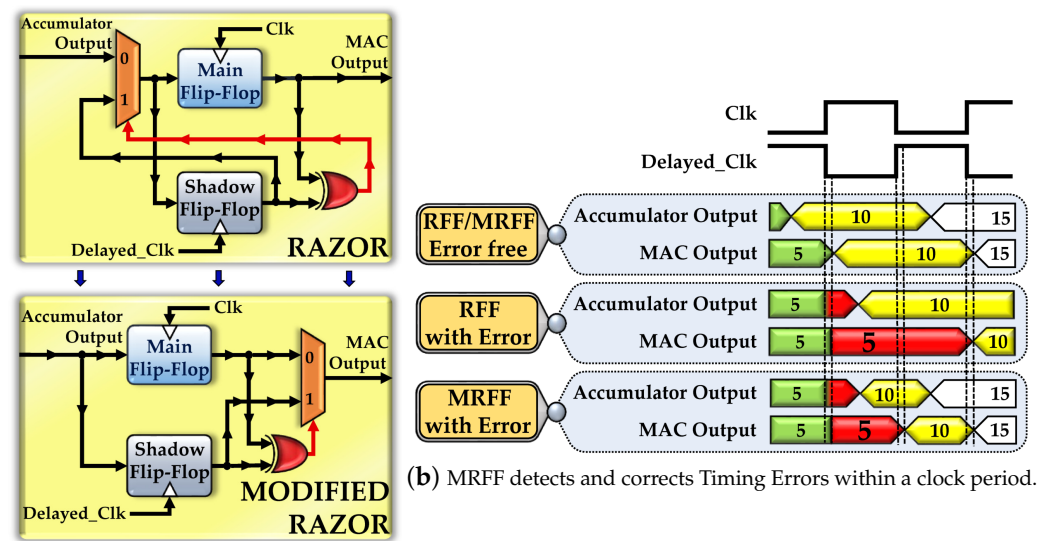 Accumulator
Output
Clk
MAC
Output
0
1
Main
Flip-Flop
Shadow
Flip-Flop
Delayed_Clk
RAZOR
Accumulator
Output
Clk
MAC
Output
0
1
Main
Flip-Flop
Shadow
Flip-Flop
Delayed_Clk
MODIFIED
RAZOR
Clk
Delayed_Clk
RFF/MRFF
Error free
Accumulator Output
10
15
MAC Output
5
10
15
RFF
with Error
Accumulator Output
5
10
MAC Output
5
5
10
MRFF
with Error
Accumulator Output
5
10
15
MAC Output
5
5
10
15
(b) MRFF detects and corrects Timing Errors within a clock period.